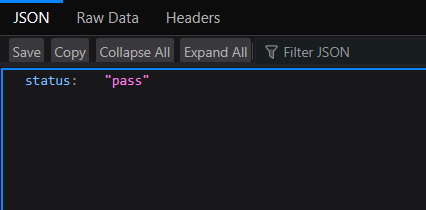 JSON Raw Data Headers
Save Copy Collapse All Expand All Filter JSON
status: "pass"